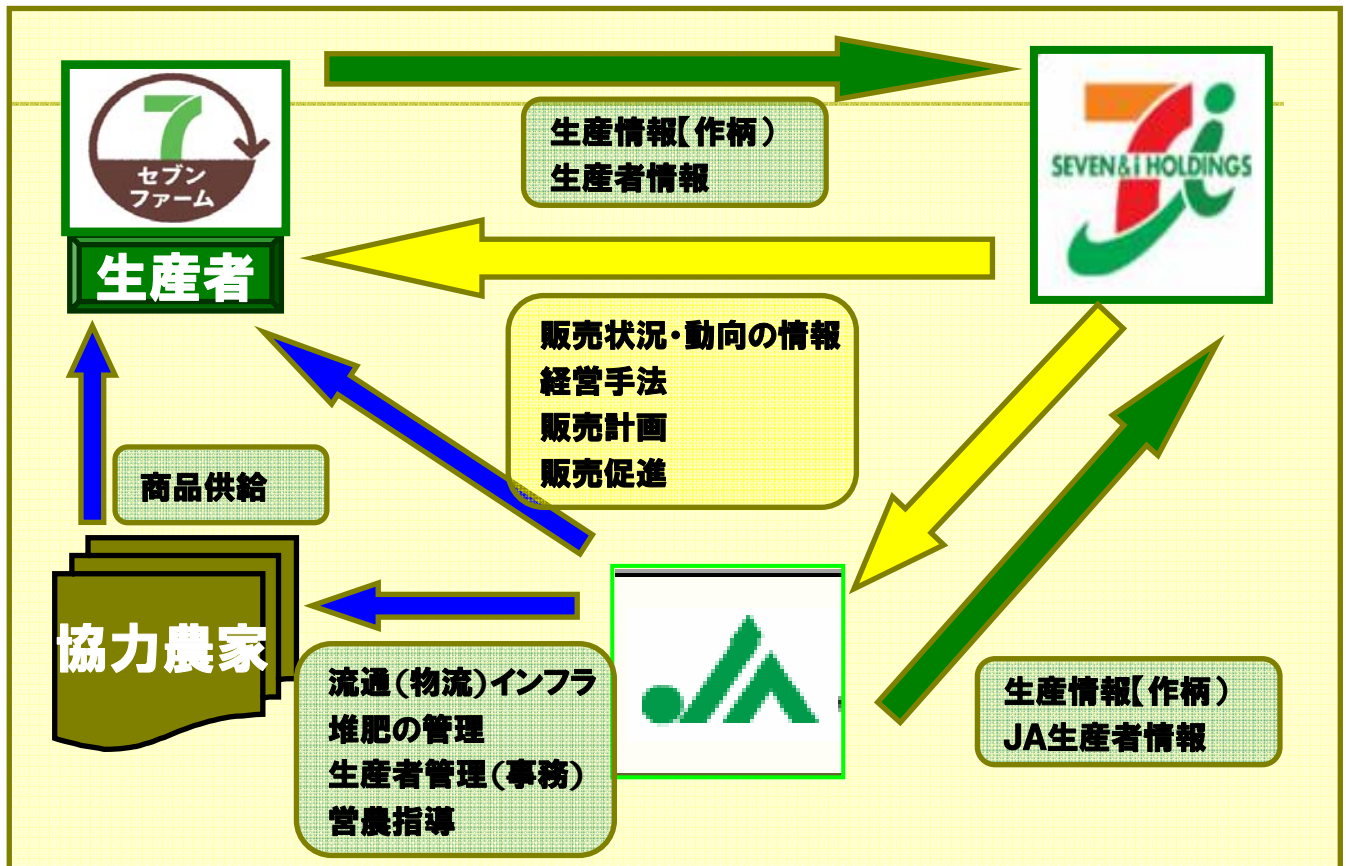 7
セブン
ファーム
生産者
生産情報【作柄)
生産者情報
SEVEN&i HOLDINGS
販売状況・動向の情報
経営手法
販売計画
販売促進
商品供給
協力農家
流通(物流)インフラ
堆肥の管理
生産者管理(事務)
営農指導
JA
生産情報【作柄)
JA生産者情報